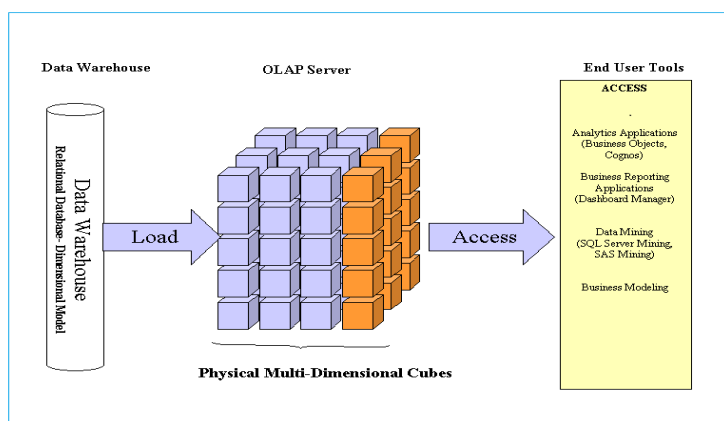 Data Warehouse
OLAP Server
End User Tools
Data Warehouse
Relational Database- Dimensional Model
Load
Access
ACCESS
.
Analytics Applications
(Business Objects,
Cognos)
Business Reporting
Applications
(Dashboard Manager)
Data Mining
(SQL Server Mining,
SAS Mining)
Business Modeling
Physical Multi-Dimensional Cubes